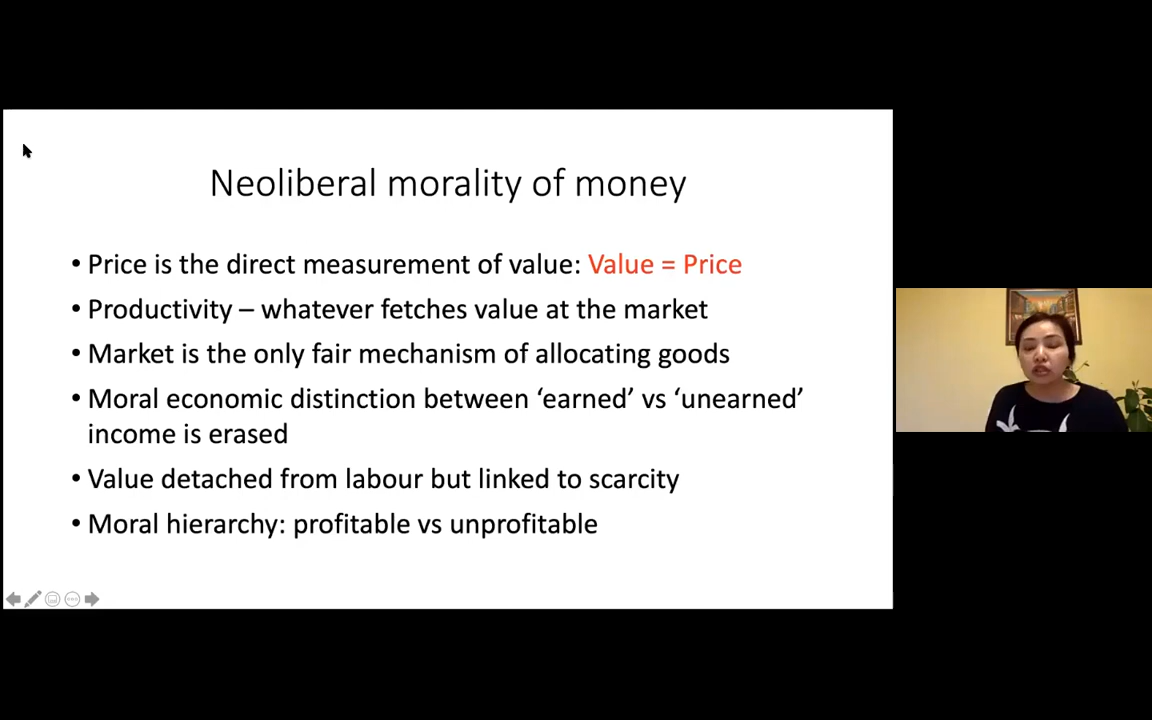 Neoliberal morality of money
• Price is the direct measurement of value: Value = Price
• Productivity – whatever fetches value at the market
• Market is the only fair mechanism of allocating goods
• Moral economic distinction between ‘earned’ vs ‘unearned’
income is erased
• Value detached from labour but linked to scarcity
• Moral hierarchy: profitable vs unprofitable